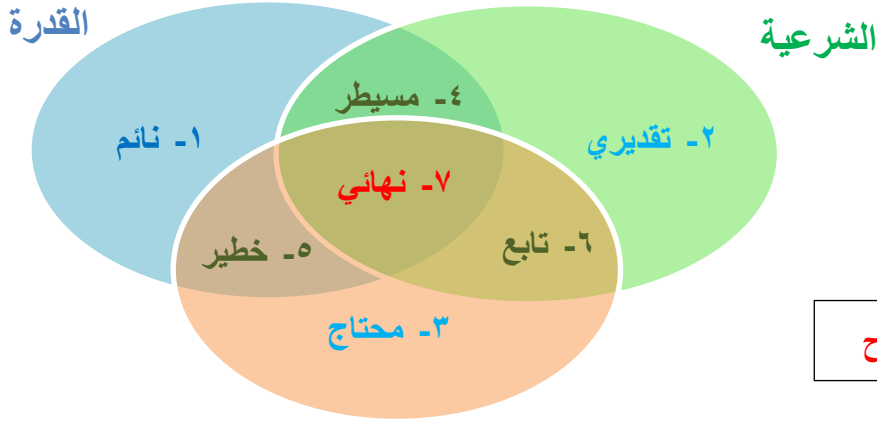 القدرة
الشرعية
٤- مسيطر
١- نائم
٢- تقديري
٧- نهائي
٥- خطير
٦- تابع
٣- محتاج